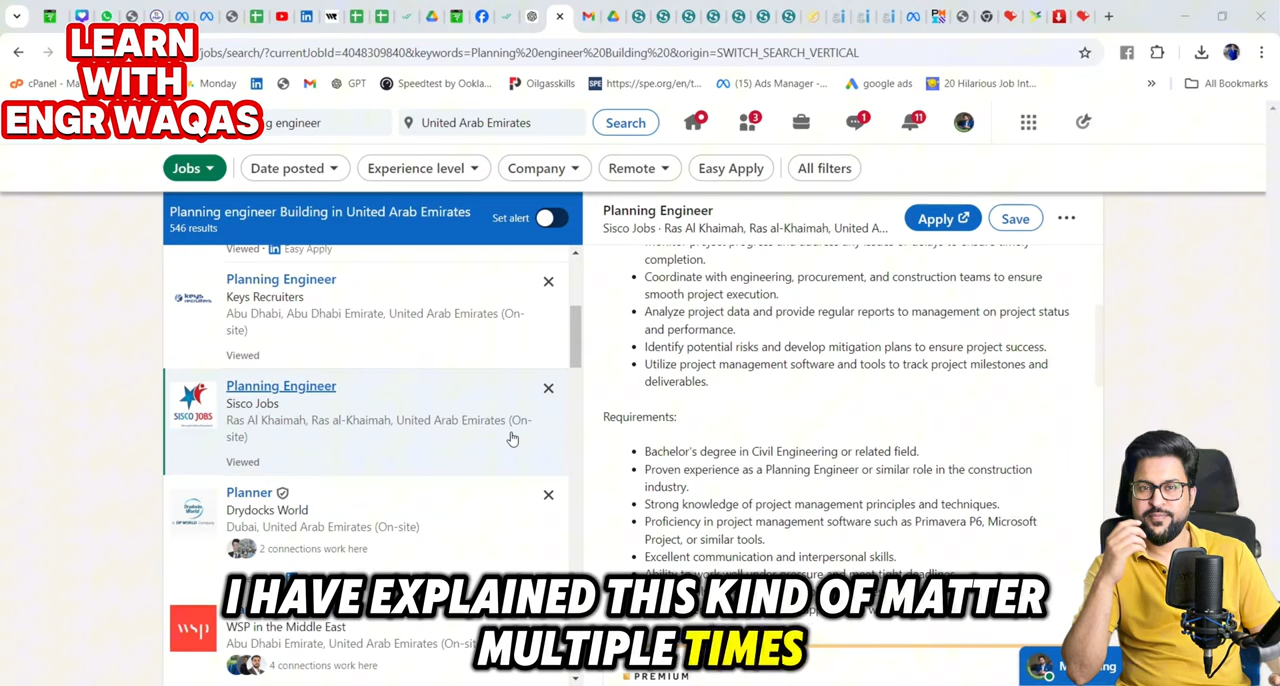 LEARN
WITH
ENGR WAQAS
jobs/search/?currentJobId=4048309840&keywords=Planning%20engineer%20Building%20&origin=SWITCH_SEARCH_VERTICAL
Monday
GPT
Speedtest by Ookla...
Oilgasskills
https://spe.org/en/t...
(15) Ads Manager -...
google ads
20 Hilarious Job Int...
All Bookmarks
engineer
United Arab Emirates
Search
3
1
11
Jobs
Date posted
Experience level
Company
Remote
Easy Apply
All filters
Planning engineer Building in United Arab Emirates
546 results
Set alert
Viewed · Easy Apply
Planning Engineer
Keys Recruiters
Abu Dhabi, Abu Dhabi Emirate, United Arab Emirates (On-
site)
Viewed
Planning Engineer
SISCO JOBS
Sisco Jobs
Ras Al Khaimah, Ras al-Khaimah, United Arab Emirates (On-
site)
Viewed
Planner
Drydocks World
Dubai, United Arab Emirates (On-site)
2 connections work here
wsp
WSP in the Middle East
Abu Dhabi, Abu Dhabi Emirate, United Arab Emirates
4 connections work here
Planning Engineer
Sisco Jobs · Ras Al Khaimah, Ras al-Khaimah, United A...
Apply
Save
completion.
• Coordinate with engineering, procurement, and construction teams to ensure
smooth project execution.
• Analyze project data and provide regular reports to management on project status
and performance.
• Identify potential risks and develop mitigation plans to ensure project success.
• Utilize project management software and tools to track project milestones and
deliverables.
Requirements:
• Bachelor's degree in Civil Engineering or related field.
• Proven experience as a Planning Engineer or similar role in the construction
industry.
• Strong knowledge of project management principles and techniques.
• Proficiency in project management software such as Primavera P6, Microsoft
Project, or similar tools.
• Excellent communication and interpersonal skills.
I HAVE EXPLAINED THIS KIND OF MATTER
MULTIPLE TIMES
PREMIUM